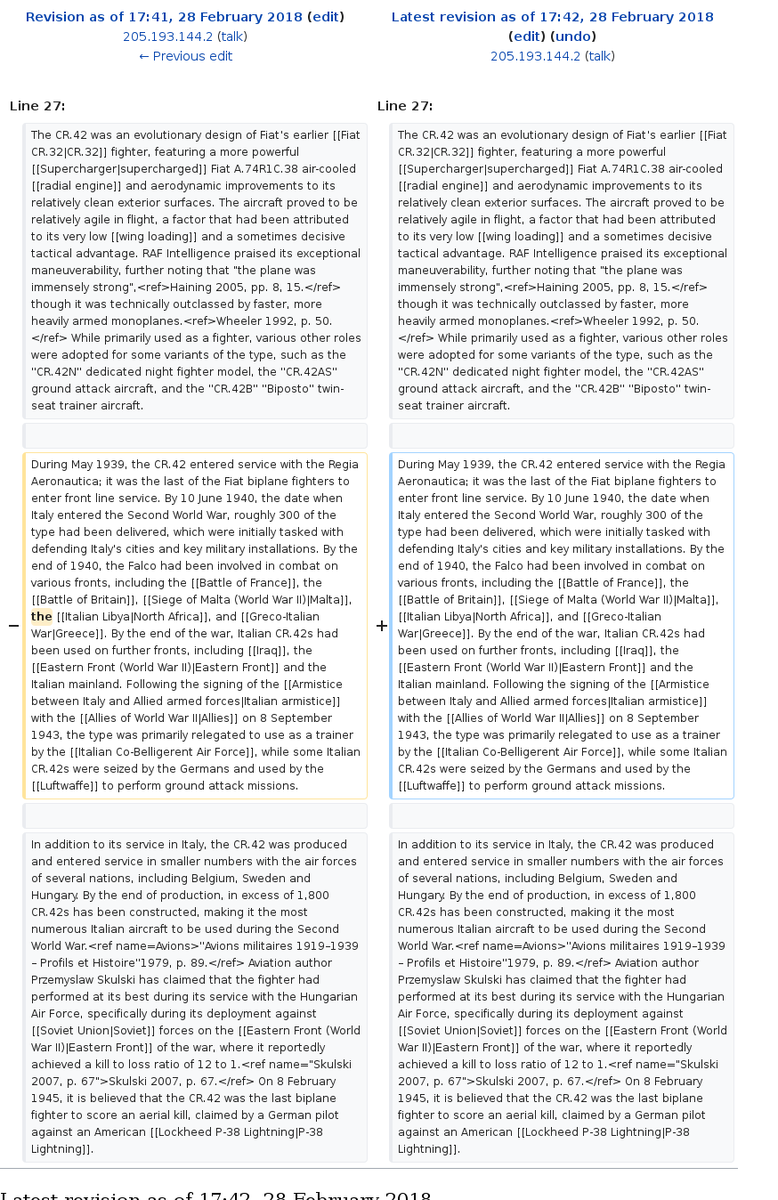 Revision as of 17:41, 28 February 2018 (edit)
205.193.144.2 (talk)
← Previous edit
Latest revision as of 17:42, 28 February 2018
(edit) (undo)
205.193.144.2 (talk)
Line 27:
Line 27:
The CR.42 was an evolutionary design of Fiat's earlier [[Fiat
CR.32|CR.32]] fighter, featuring a more powerful
[[Supercharger|supercharged]] Fiat A.74R1C.38 air-cooled
[[radial engine]] and aerodynamic improvements to its
relatively clean exterior surfaces. The aircraft proved to be
relatively agile in flight, a factor that had been attributed
to its very low [[wing loading]] and a sometimes decisive
tactical advantage. RAF Intelligence praised its exceptional
maneuverability, further noting that "the plane was
immensely strong",<ref>Haining 2005, pp. 8, 15.</ref>
though it was technically outclassed by faster, more
heavily armed monoplanes.<ref>Wheeler 1992, p. 50.
</ref> While primarily used as a fighter, various other roles
were adopted for some variants of the type, such as the
''CR.42N'' dedicated night fighter model, the ''CR.42AS''
ground attack aircraft, and the ''CR.42B'' ''Biposto'' twin-
seat trainer aircraft.
The CR.42 was an evolutionary design of Fiat's earlier [[Fiat
CR.32|CR.32]] fighter, featuring a more powerful
[[Supercharger|supercharged]] Fiat A.74R1C.38 air-cooled
[[radial engine]] and aerodynamic improvements to its
relatively clean exterior surfaces. The aircraft proved to be
relatively agile in flight, a factor that had been attributed
to its very low [[wing loading]] and a sometimes decisive
tactical advantage. RAF Intelligence praised its exceptional
maneuverability, further noting that "the plane was
immensely strong",<ref>Haining 2005, pp. 8, 15.</ref>
though it was technically outclassed by faster, more
heavily armed monoplanes.<ref>Wheeler 1992, p. 50.
</ref> While primarily used as a fighter, various other roles
were adopted for some variants of the type, such as the
''CR.42N'' dedicated night fighter model, the ''CR.42AS''
ground attack aircraft, and the ''CR.42B'' ''Biposto'' twin-
seat trainer aircraft.
−
During May 1939, the CR.42 entered service with the Regia
Aeronautica; it was the last of the Fiat biplane fighters to
enter front line service. By 10 June 1940, the date when
Italy entered the Second World War, roughly 300 of the
type had been delivered, which were initially tasked with
defending Italy's cities and key military installations. By the
end of 1940, the Falco had been involved in combat on
various fronts, including the [[Battle of France]], the
[[Battle of Britain]], [[Siege of Malta (World War II)|Malta]],
the [[Italian Libya|North Africa]], and [[Greco-Italian
War|Greece]]. By the end of the war, Italian CR.42s had
been used on further fronts, including [[Iraq]], the
[[Eastern Front (World War II)|Eastern Front]] and the
Italian mainland. Following the signing of the [[Armistice
between Italy and Allied armed forces|Italian armistice]]
with the [[Allies of World War II|Allies]] on 8 September
1943, the type was primarily relegated to use as a trainer
by the [[Italian Co-Belligerent Air Force]], while some Italian
CR.42s were seized by the Germans and used by the
[[Luftwaffe]] to perform ground attack missions.
+
During May 1939, the CR.42 entered service with the Regia
Aeronautica; it was the last of the Fiat biplane fighters to
enter front line service. By 10 June 1940, the date when
Italy entered the Second World War, roughly 300 of the
type had been delivered, which were initially tasked with
defending Italy's cities and key military installations. By the
end of 1940, the Falco had been involved in combat on
various fronts, including the [[Battle of France]], the
[[Battle of Britain]], [[Siege of Malta (World War II)|Malta]],
[[Italian Libya|North Africa]], and [[Greco-Italian
War|Greece]]. By the end of the war, Italian CR.42s had
been used on further fronts, including [[Iraq]], the
[[Eastern Front (World War II)|Eastern Front]] and the
Italian mainland. Following the signing of the [[Armistice
between Italy and Allied armed forces|Italian armistice]]
with the [[Allies of World War II|Allies]] on 8 September
1943, the type was primarily relegated to use as a trainer
by the [[Italian Co-Belligerent Air Force]], while some Italian
CR.42s were seized by the Germans and used by the
[[Luftwaffe]] to perform ground attack missions.
In addition to its service in Italy, the CR.42 was produced
and entered service in smaller numbers with the air forces
of several nations, including Belgium, Sweden and
Hungary. By the end of production, in excess of 1,800
CR.42s has been constructed, making it the most
numerous Italian aircraft to be used during the Second
World War.<ref name=Avions>''Avions militaires 1919–1939
– Profils et Histoire''1979, p. 89.</ref> Aviation author
Przemyslaw Skulski has claimed that the fighter had
performed at its best during its service with the Hungarian
Air Force, specifically during its deployment against
[[Soviet Union|Soviet]] forces on the [[Eastern Front (World
War II)|Eastern Front]] of the war, where it reportedly
achieved a kill to loss ratio of 12 to 1.<ref name="Skulski
2007, p. 67">Skulski 2007, p. 67.</ref> On 8 February
1945, it is believed that the CR.42 was the last biplane
fighter to score an aerial kill, claimed by a German pilot
against an American [[Lockheed P-38 Lightning|P-38
Lightning]].
In addition to its service in Italy, the CR.42 was produced
and entered service in smaller numbers with the air forces
of several nations, including Belgium, Sweden and
Hungary. By the end of production, in excess of 1,800
CR.42s has been constructed, making it the most
numerous Italian aircraft to be used during the Second
World War.<ref name=Avions>''Avions militaires 1919–1939
– Profils et Histoire''1979, p. 89.</ref> Aviation author
Przemyslaw Skulski has claimed that the fighter had
performed at its best during its service with the Hungarian
Air Force, specifically during its deployment against
[[Soviet Union|Soviet]] forces on the [[Eastern Front (World
War II)|Eastern Front]] of the war, where it reportedly
achieved a kill to loss ratio of 12 to 1.<ref name="Skulski
2007, p. 67">Skulski 2007, p. 67.</ref> On 8 February
1945, it is believed that the CR.42 was the last biplane
fighter to score an aerial kill, claimed by a German pilot
against an American [[Lockheed P-38 Lightning|P-38
Lightning]].
Latest revision as of 17:42, 28 February 2018